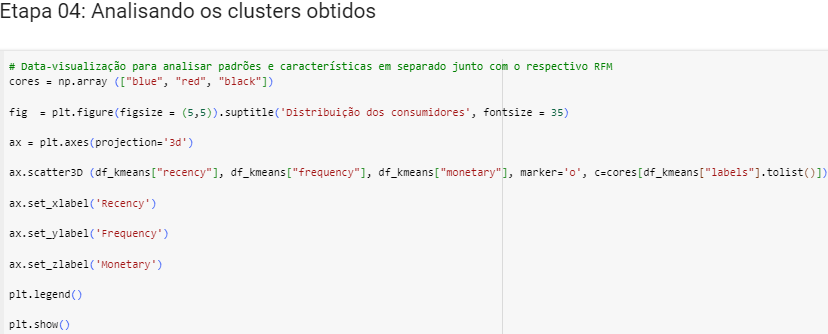 Etapa 04: Analisando os clusters obtidos
# Data-visualização para analisar padrões e características em separado junto com o respectivo RFM
cores = np.array (["blue", "red", "black"])
fig  = plt.figure(figsize = (5,5)).suptitle('Distribuição dos consumidores', fontsize = 35)
ax = plt.axes(projection='3d')
ax.scatter3D (df_kmeans["recency"], df_kmeans["frequency"], df_kmeans["monetary"], marker='o', c=cores[df_kmeans["labels"].tolist()])
ax.set_xlabel('Recency')
ax.set_ylabel('Frequency')
ax.set_zlabel('Monetary')
plt.legend()
plt.show()